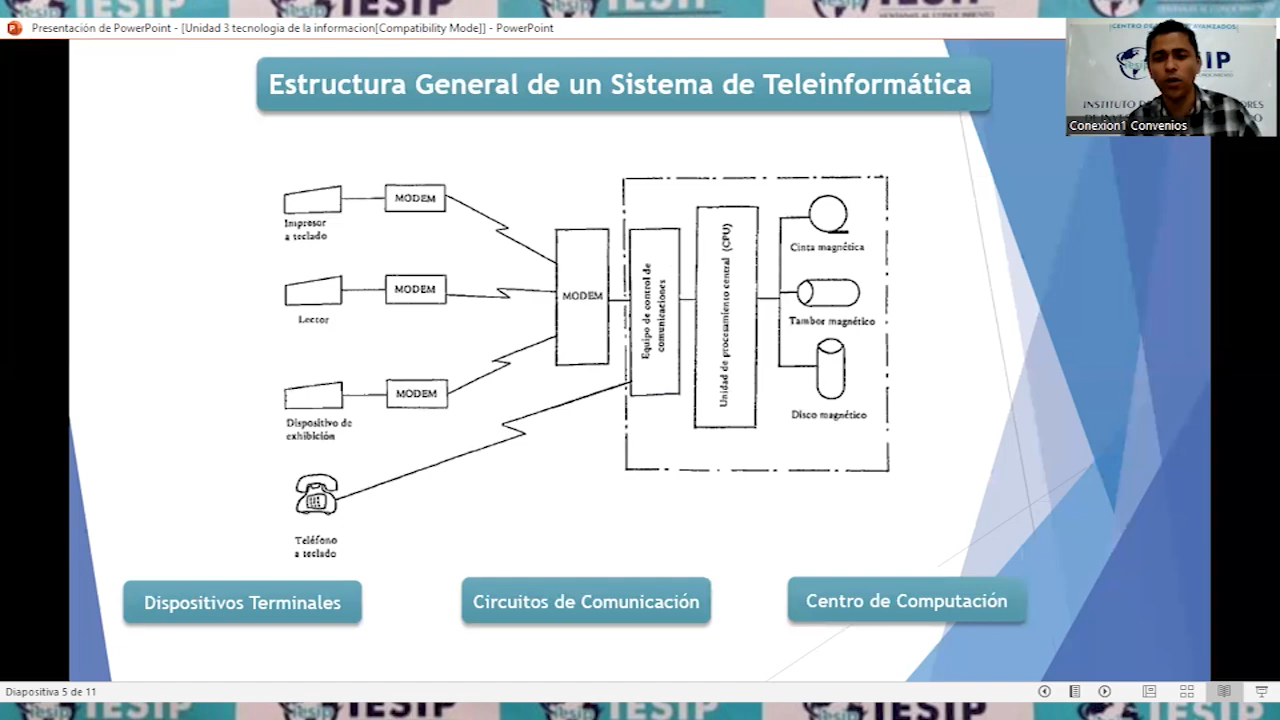 Presentación de PowerPoint - [Unidad 3 tecnologia de la informacion[Compatibility Mode]] - PowerPoint
Estructura General de un Sistema de Teleinformática
Conexion1 Convenios
MODEM
Impresor
a teclado
MODEM
Lector
MODEM
Dispositivo de
exhibición
Teléfono
a teclado
MODEM
Equipo de control de
comunicaciones
Unidad de procesamiento central (CPU)
Cinta magnética
Tambor magnético
Disco magnético
Dispositivos Terminales
Circuitos de Comunicación
Centro de Computación
Diapositiva 5 de 11